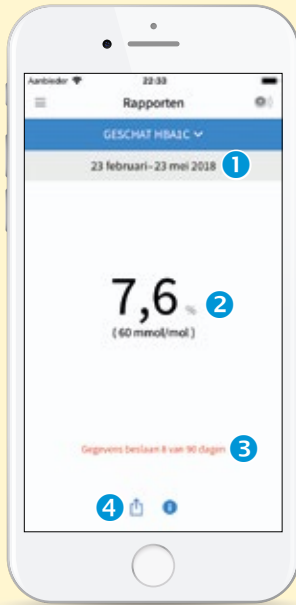 Aanbieder 22:33
Rapporten
GESCHAT HBA1C
23 februari–23 mei 2018 1
7,6 % 2
(60 mmol/mol)
Gegevens beslaan 8 van 90 dagen 3
4